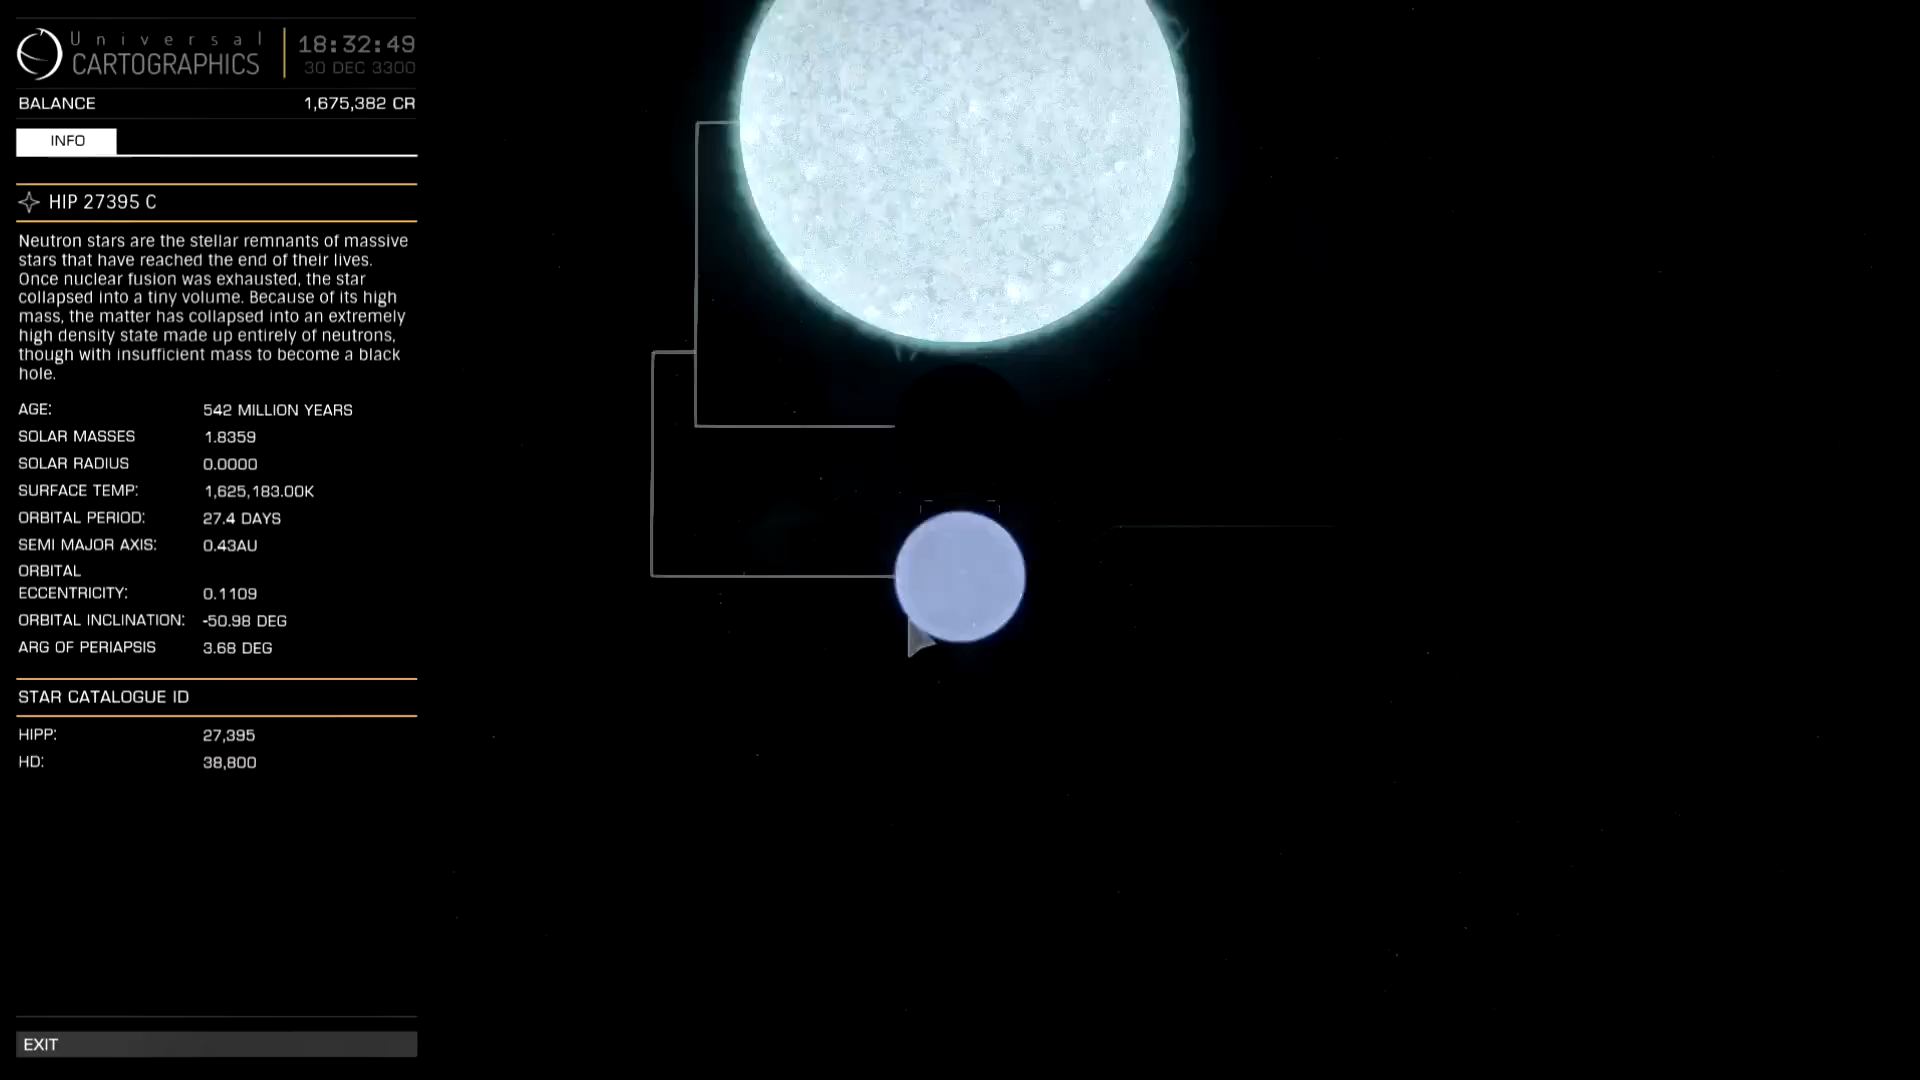 Universal
CARTOGRAPHICS
18:32:49
30 DEC 3300
BALANCE 1,675,382 CR
INFO
HIP 27395 C
Neutron stars are the stellar remnants of massive
stars that have reached the end of their lives.
Once nuclear fusion was exhausted, the star
collapsed into a tiny volume. Because of its high
mass, the matter has collapsed into an extremely
high density state made up entirely of neutrons,
though with insufficient mass to become a black
hole.
AGE: 542 MILLION YEARS
SOLAR MASSES 1.8359
SOLAR RADIUS 0.0000
SURFACE TEMP: 1,625,183.00K
ORBITAL PERIOD: 27.4 DAYS
SEMI MAJOR AXIS: 0.43AU
ORBITAL
ECCENTRICITY: 0.1109
ORBITAL INCLINATION: -50.98 DEG
ARG OF PERIAPSIS 3.68 DEG
STAR CATALOGUE ID
HIPP: 27,395
HD: 38,800
EXIT